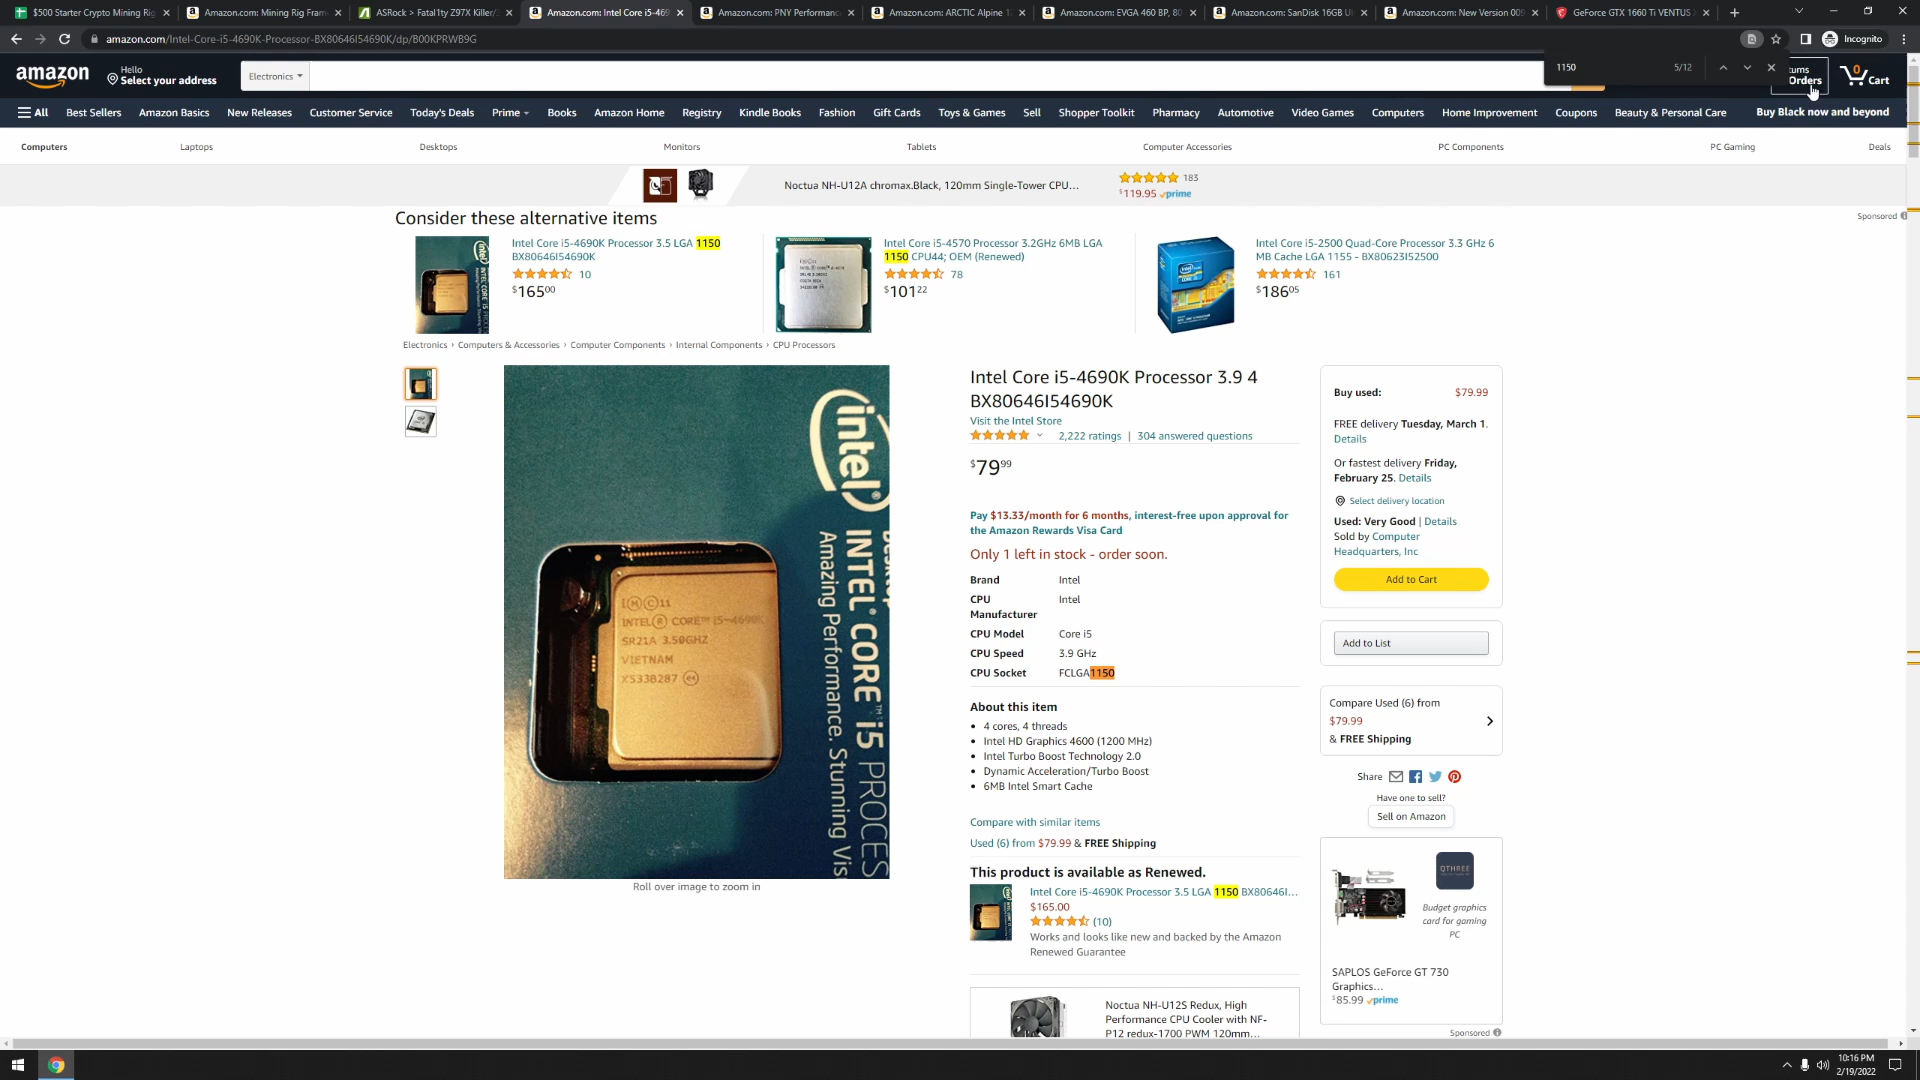 $500 Starter Crypto Mining Rig
Amazon.com: Mining Rig Fram
ASRock > Fatal1ty Z97X Killer/
Amazon.com: Intel Core i5-469
Amazon.com: PNY Performanc
Amazon.com: ARCTIC Alpine 1
Amazon.com: EVGA 460 BP, 80
Amazon.com: SanDisk 16GB Ul
Amazon.com: New Version 009
GeForce GTX 1660 Ti VENTUS X
amazon.com/Intel-Core-i5-4690K-Processor-BX80646I54690K/dp/B00KPRWB9G
Incognito
1150
5/12
amazon
Hello
Select your address
Electronics
urns
Orders
0
Cart
All
Best Sellers
Amazon Basics
New Releases
Customer Service
Today's Deals
Prime
Books
Amazon Home
Registry
Kindle Books
Fashion
Gift Cards
Toys & Games
Sell
Shopper Toolkit
Pharmacy
Automotive
Video Games
Computers
Home Improvement
Coupons
Beauty & Personal Care
Buy Black now and beyond
Computers
Laptops
Desktops
Monitors
Tablets
Computer Accessories
PC Components
PC Gaming
Deals
Noctua NH-U12A chromax.Black, 120mm Single-Tower CPU...
183
$119.95 prime
Sponsored
Consider these alternative items
Intel Core i5-4690K Processor 3.5 LGA 1150
BX80646I54690K
10
$16500
Intel Core i5-4570 Processor 3.2GHz 6MB LGA
1150 CPU44; OEM (Renewed)
78
$10122
Intel Core i5-2500 Quad-Core Processor 3.3 GHz 6
MB Cache LGA 1155 - BX80623I52500
161
$18605
Electronics › Computers & Accessories › Computer Components › Internal Components › CPU Processors
intel®
Desktop
INTEL® CORE™ i5 PROCES
Amazing Performance. Stunning Vis
i(M)(C)11
INTEL® CORE™ i5-4690K
SR21A 3.50GHZ
VIETNAM
X533B287
Roll over image to zoom in
Intel Core i5-4690K Processor 3.9 4
BX80646I54690K
Visit the Intel Store
2,222 ratings | 304 answered questions
$7999
Pay $13.33/month for 6 months, interest-free upon approval for
the Amazon Rewards Visa Card
Only 1 left in stock - order soon.
Brand Intel
CPU Manufacturer Intel
CPU Model Core i5
CPU Speed 3.9 GHz
CPU Socket FCLGA1150
About this item
• 4 cores, 4 threads
• Intel HD Graphics 4600 (1200 MHz)
• Intel Turbo Boost Technology 2.0
• Dynamic Acceleration/Turbo Boost
• 6MB Intel Smart Cache
Compare with similar items
Used (6) from $79.99 & FREE Shipping
This product is available as Renewed.
Intel Core i5-4690K Processor 3.5 LGA 1150 BX80646I...
$165.00
(10)
Works and looks like new and backed by the Amazon
Renewed Guarantee
Noctua NH-U12S Redux, High
Performance CPU Cooler with NF-
P12 redux-1700 PWM 120mm...
Buy used: $79.99
FREE delivery Tuesday, March 1.
Details
Or fastest delivery Friday,
February 25. Details
Select delivery location
Used: Very Good | Details
Sold by Computer
Headquarters, Inc
Add to Cart
Add to List
Compare Used (6) from
$79.99
& FREE Shipping
Share
Have one to sell?
Sell on Amazon
QTHREE
Budget graphics
card for gaming
PC
SAPLOS GeForce GT 730
Graphics...
$85.99 prime
Sponsored
10:16 PM
2/19/2022